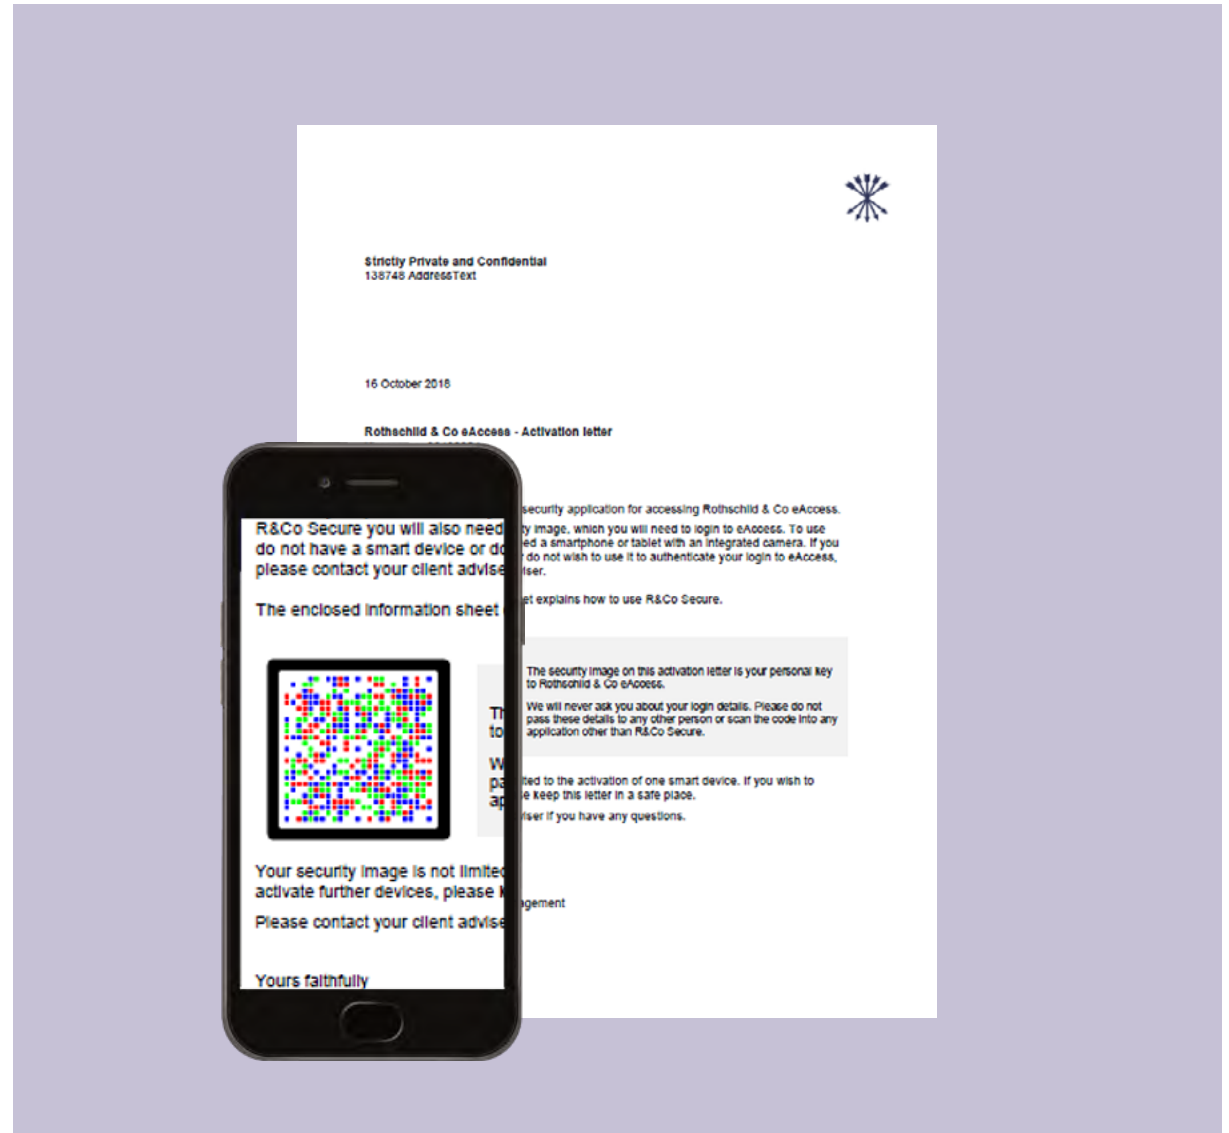 Strictly Private and Confidential
138748 AddressText
16 October 2018
Rothschild & Co eAccess - Activation letter
security application for accessing Rothschild & Co eAccess.
ty image, which you will need to login to eAccess. To use
ed a smartphone or tablet with an integrated camera. If you
do not wish to use it to authenticate your login to eAccess,
iser.
et explains how to use R&Co Secure.
The security image on this activation letter is your personal key
to Rothschild & Co eAccess.
We will never ask you about your login details. Please do not
pass these details to any other person or scan the code into any
application other than R&Co Secure.
ited to the activation of one smart device. If you wish to
e keep this letter in a safe place.
iser if you have any questions.
agement
R&Co Secure you will also need
do not have a smart device or do
please contact your client advise
The enclosed information sheet
Th
to
W
pa
ap
Your security image is not limited
activate further devices, please k
Please contact your client advise
Yours faithfully